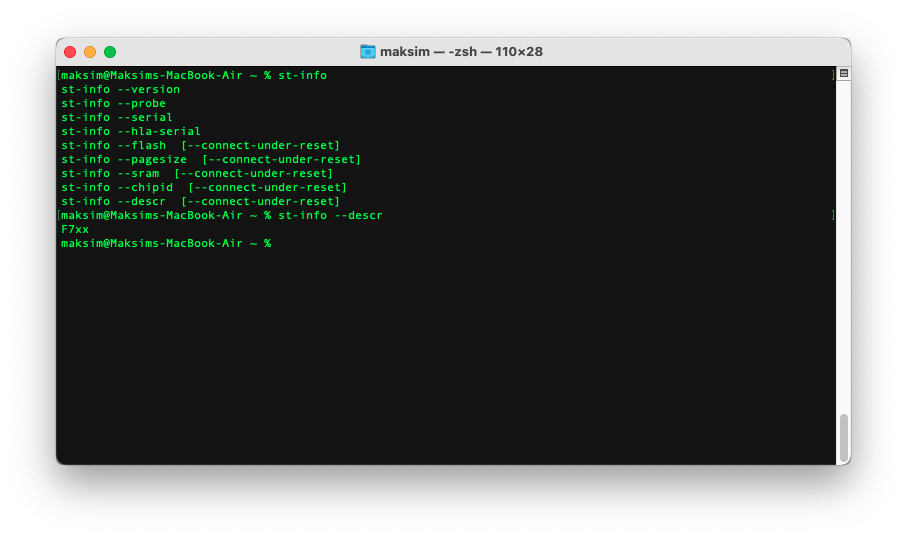 maksim — -zsh — 110×28
[maksim@Maksims-MacBook-Air ~ % st-info ]
st-info --version
st-info --probe
st-info --serial
st-info --hla-serial
st-info --flash  [--connect-under-reset]
st-info --pagesize  [--connect-under-reset]
st-info --sram  [--connect-under-reset]
st-info --chipid  [--connect-under-reset]
st-info --descr  [--connect-under-reset]
[maksim@Maksims-MacBook-Air ~ % st-info --descr ]
F7xx
maksim@Maksims-MacBook-Air ~ %